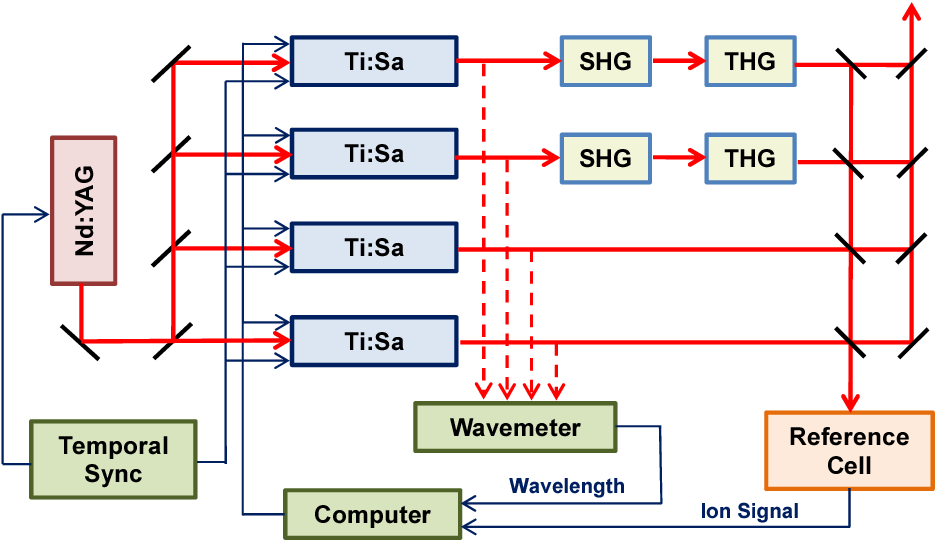 Ti:Sa
SHG
THG
Ti:Sa
SHG
THG
Nd:YAG
Ti:Sa
Ti:Sa
Wavemeter
Reference
Cell
Temporal
Sync
Wavelength
Computer
Ion Signal